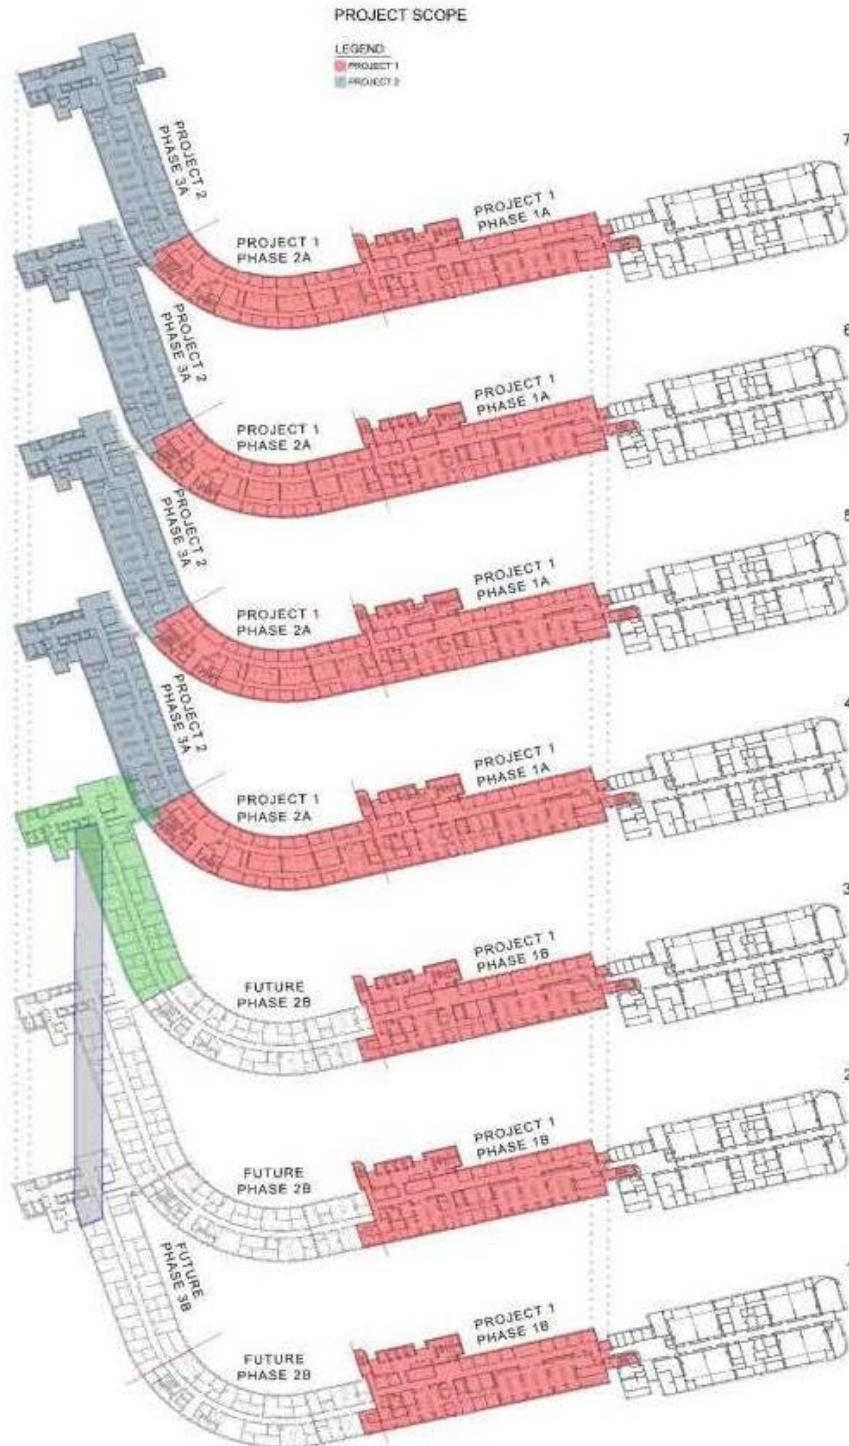 PROJECT SCOPE
LEGEND:
PROJECT 1
PROJECT 2
PROJECT 2
PHASE 3A
7
PROJECT 1
PHASE 2A
PROJECT 1
PHASE 1A
PROJECT 2
PHASE 3A
6
PROJECT 1
PHASE 2A
PROJECT 1
PHASE 1A
PROJECT 2
PHASE 3A
5
PROJECT 1
PHASE 2A
PROJECT 1
PHASE 1A
PROJECT 2
PHASE 3A
4
PROJECT 1
PHASE 2A
PROJECT 1
PHASE 1A
3
FUTURE
PHASE 2B
PROJECT 1
PHASE 1B
2
FUTURE
PHASE 2B
PROJECT 1
PHASE 1B
FUTURE
PHASE 3B
FUTURE
PHASE 2B
PROJECT 1
PHASE 1B